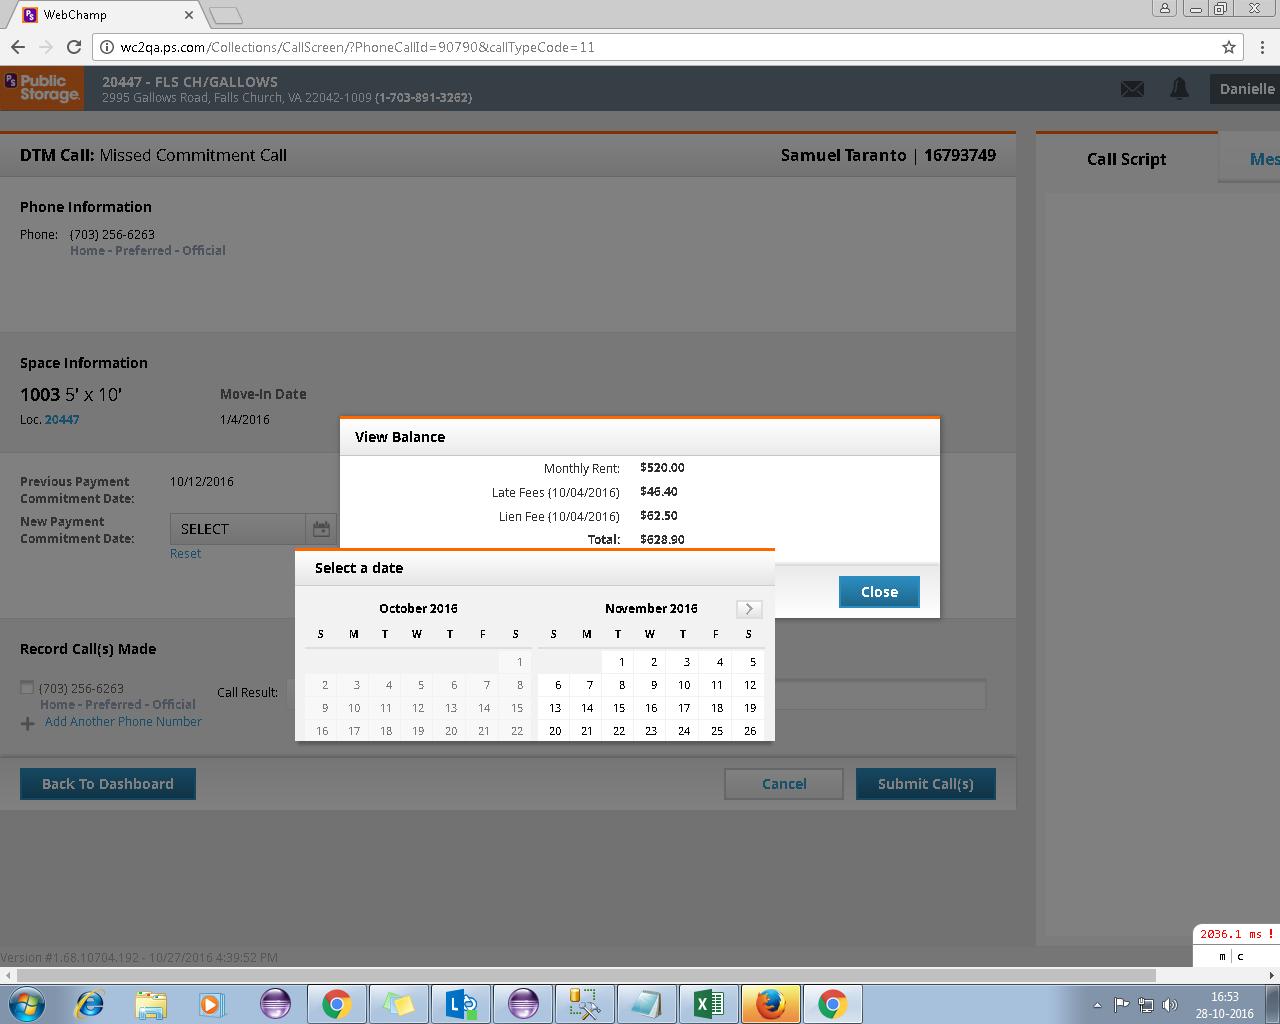 WebChamp
wc2qa.ps.com/Collections/CallScreen/?PhoneCallId=90790&callTypeCode=11
PS Public Storage.
20447 - FLS CH/GALLOWS
2995 Gallows Road, Falls Church, VA 22042-1009 (1-703-891-3262)
Danielle
DTM Call: Missed Commitment Call
Samuel Taranto | 16793749
Call Script
Mes
Phone Information
Phone: (703) 256-6263
Home - Preferred - Official
Space Information
1003 5' x 10'
Move-In Date
Loc. 20447
1/4/2016
View Balance
Monthly Rent: $520.00
Late Fees (10/04/2016) $46.40
Lien Fee (10/04/2016) $62.50
Total: $628.90
Close
Previous Payment Commitment Date: 10/12/2016
New Payment Commitment Date: SELECT
Reset
Select a date
October 2016
S M T W T F S
1
2 3 4 5 6 7 8
9 10 11 12 13 14 15
16 17 18 19 20 21 22
November 2016
S M T W T F S
1 2 3 4 5
6 7 8 9 10 11 12
13 14 15 16 17 18 19
20 21 22 23 24 25 26
Record Call(s) Made
(703) 256-6263
Home - Preferred - Official
Call Result:
Add Another Phone Number
Back To Dashboard
Cancel
Submit Call(s)
2036.1 ms !
m | c
Version #1.68.10704.192 - 10/27/2016 4:39:52 PM
16:53
28-10-2016